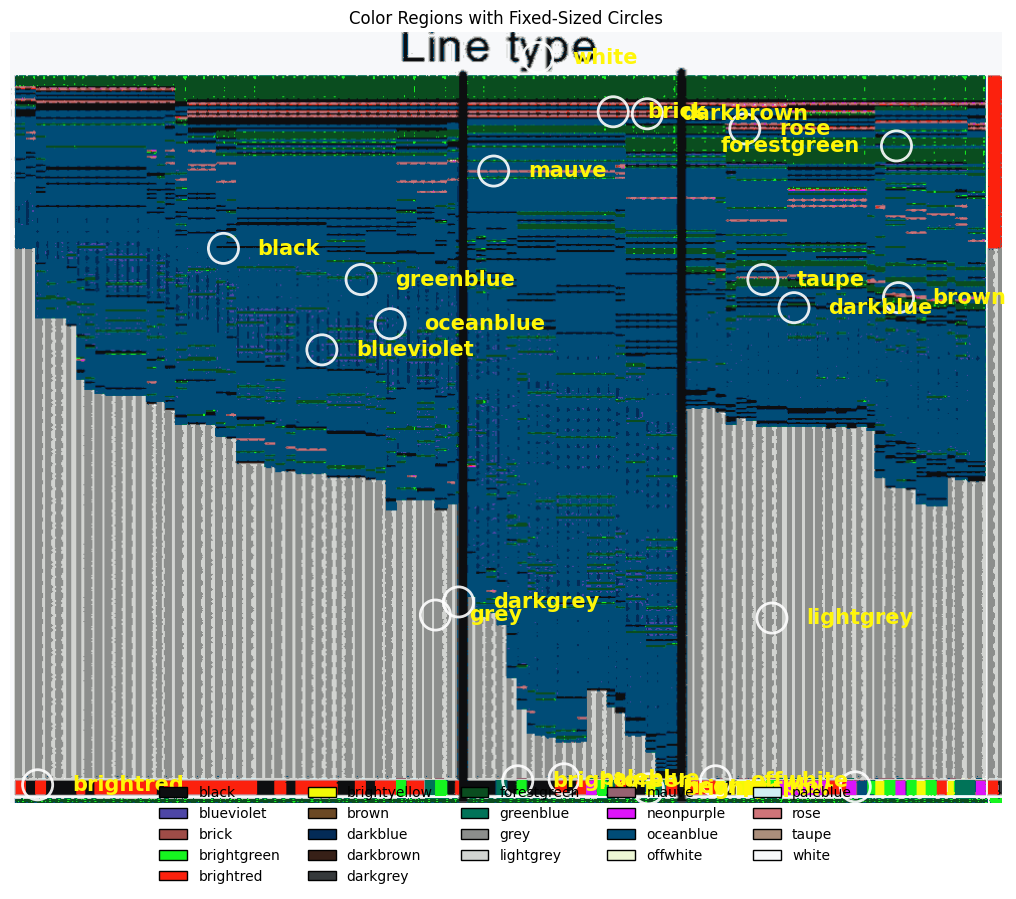 Color Regions with Fixed-Sized Circles
Line type
white
brick
darkbrown
rose
forestgreen
mauve
black
greenblue
taupe
brown
darkblue
oceanblue
blueviolet
darkgrey
grey
lightgrey
brightred
paleblue
offwhite
black
brightyellow
forestgreen
mauve
paleblue
blueviolet
brown
greenblue
neonpurple
rose
brick
darkblue
grey
oceanblue
taupe
brightgreen
darkbrown
lightgrey
offwhite
white
brightred
darkgrey